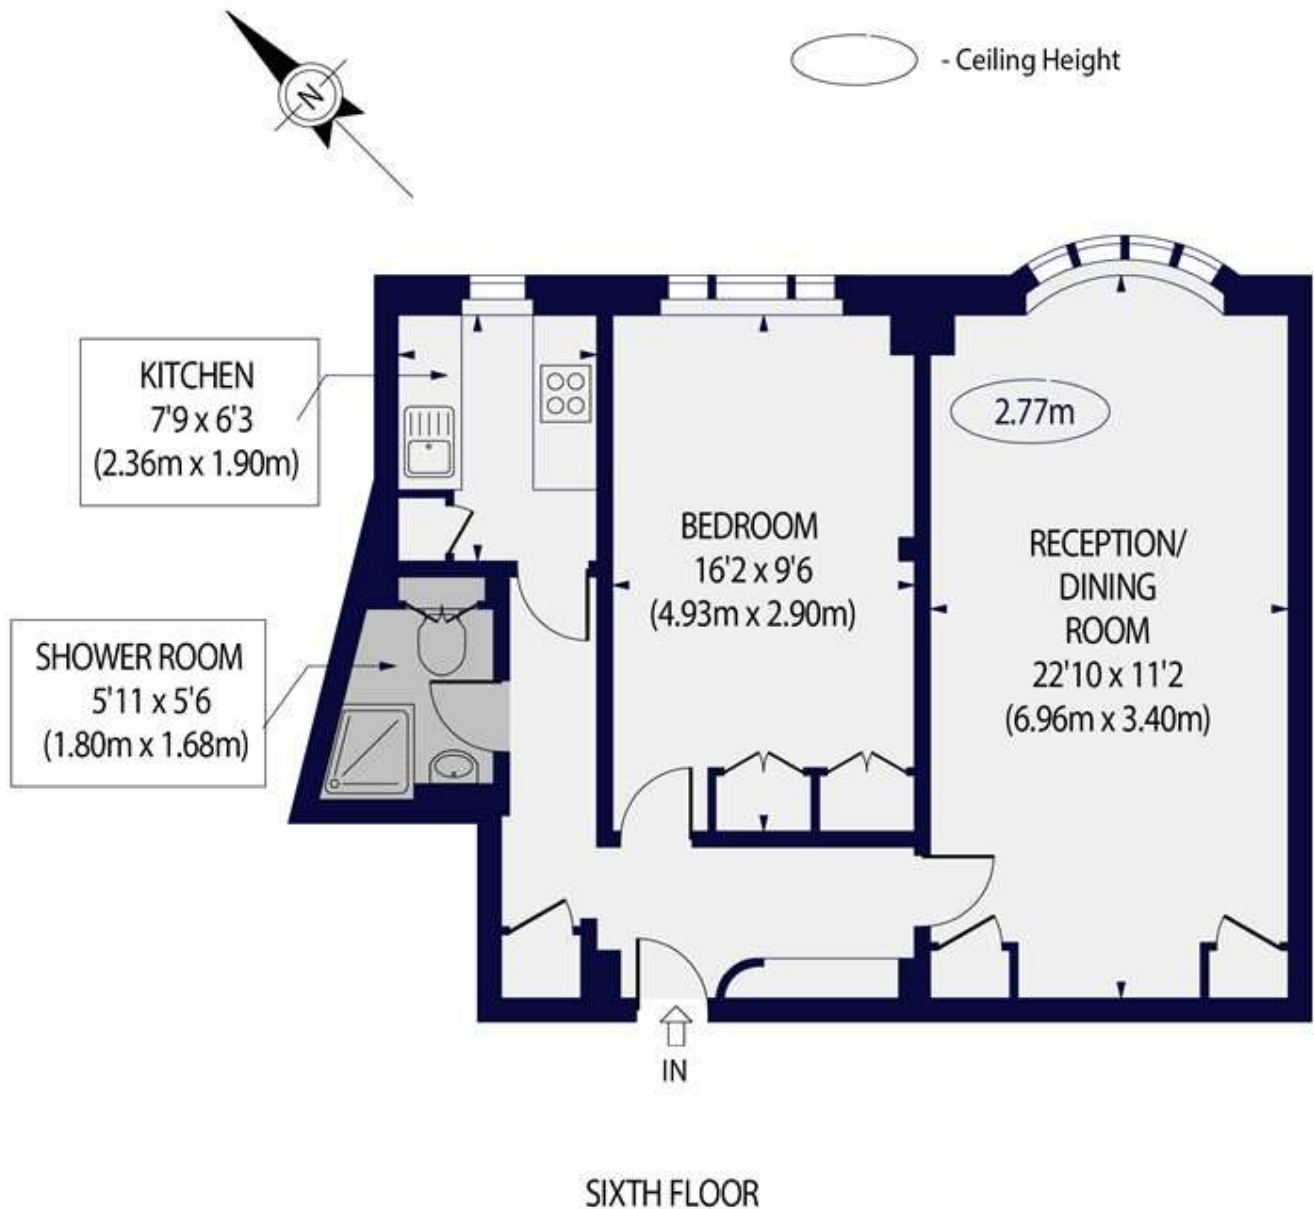 N
- Ceiling Height
KITCHEN
7'9 x 6'3
(2.36m x 1.90m)
2.77m
BEDROOM
16'2 x 9'6
(4.93m x 2.90m)
RECEPTION/
DINING
ROOM
22'10 x 11'2
(6.96m x 3.40m)
SHOWER ROOM
5'11 x 5'6
(1.80m x 1.68m)
IN
SIXTH FLOOR